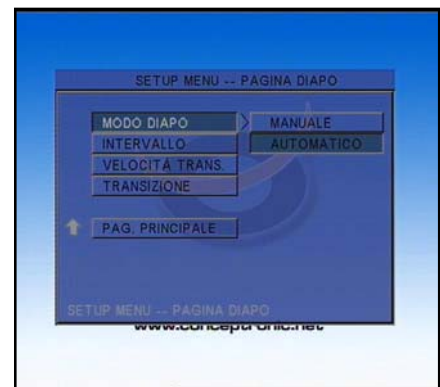 SETUP MENU -- PAGINA DIAPO
MODO DIAPO
MANUALE
INTERVALLO
AUTOMATICO
VELOCITÀ TRANS.
TRANSIZIONE
PAG. PRINCIPALE
SETUP MENU -- PAGINA DIAPO
www.conceptronic.net